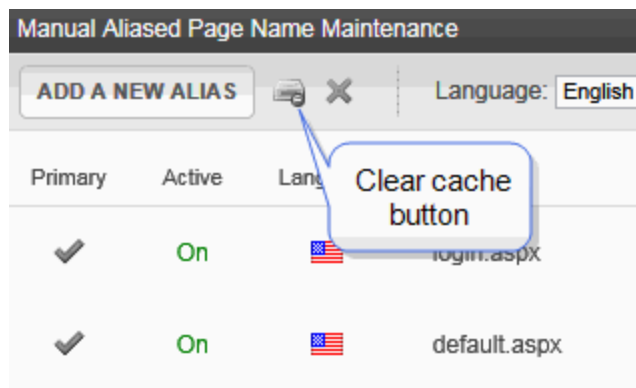 Manual Aliased Page Name Maintenance
ADD A NEW ALIAS Language: English
Primary Active Lang
Clear cache
button
On login.aspx
On default.aspx